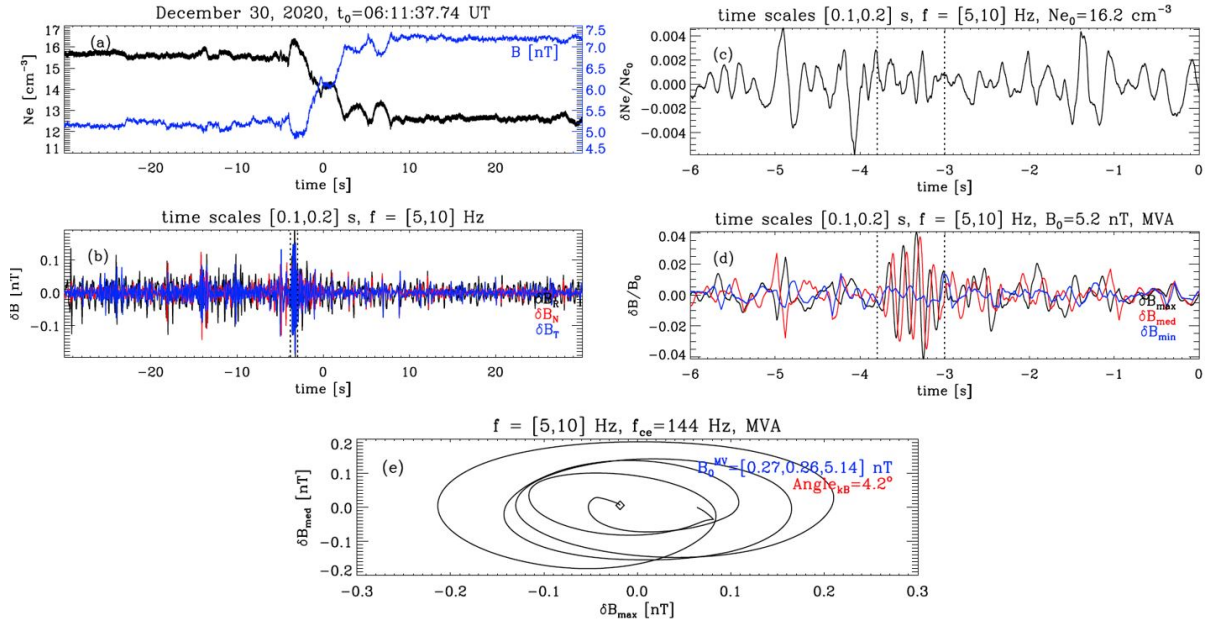 December 30, 2020, t₀=06:11:37.74 UT
(a)
B [nT]
Ne [cm⁻³]
17
16
15
14
13
12
11
7.5
7.0
6.5
6.0
5.5
5.0
4.5
−20
−10
0
10
20
time [s]
time scales [0.1,0.2] s, f = [5,10] Hz, Ne₀=16.2 cm⁻³
(c)
δNe/Ne₀
0.004
0.002
0.000
−0.002
−0.004
−6
−5
−4
−3
−2
−1
0
time [s]
time scales [0.1,0.2] s, f = [5,10] Hz
(b)
δB [nT]
0.1
0.0
−0.1
δB_R
δB_N
δB_T
−20
−10
0
10
20
time [s]
time scales [0.1,0.2] s, f = [5,10] Hz, B₀=5.2 nT, MVA
(d)
δB/B₀
0.04
0.02
0.00
−0.02
−0.04
δB_max
δB_med
δB_min
−6
−5
−4
−3
−2
−1
0
time [s]
f = [5,10] Hz, f_ce=144 Hz, MVA
(e)
B₀^MV=[0.27,0.26,5.14] nT
Angle_kB=4.2°
δB_med [nT]
0.2
0.1
0.0
−0.1
−0.2
−0.3
−0.2
−0.1
0.0
0.1
0.2
0.3
δB_max [nT]